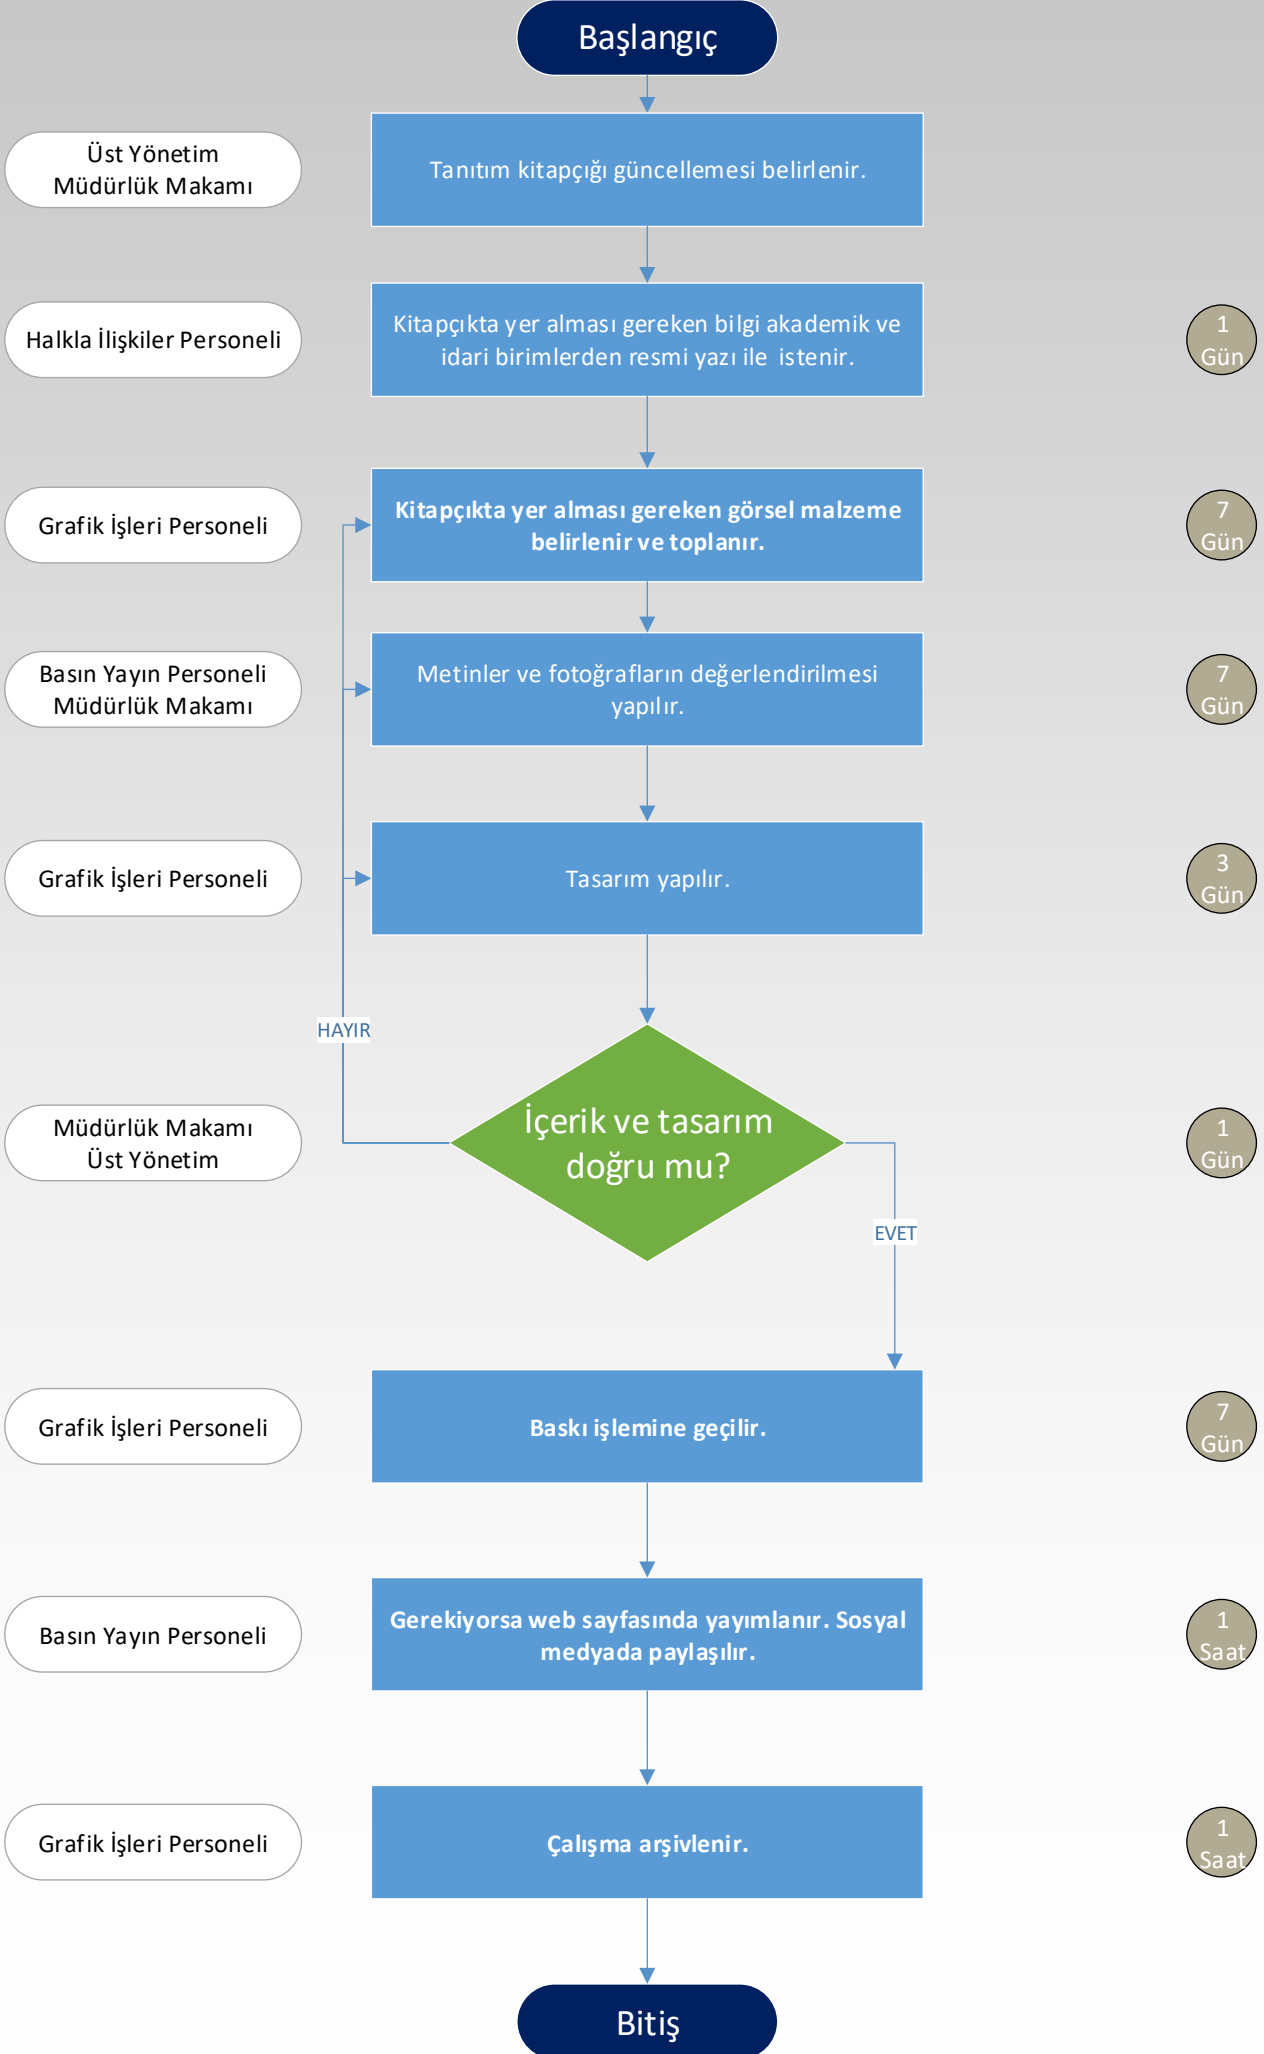 Başlangıç
Üst Yönetim
Müdürlük Makamı
Tanıtım kitapçığı güncellemesi belirlenir.
Halkla İlişkiler Personeli
Kitapçıkta yer alması gereken bilgi akademik ve
idari birimlerden resmi yazı ile istenir.
1
Gün
Grafik İşleri Personeli
Kitapçıkta yer alması gereken görsel malzeme
belirlenir ve toplanır.
7
Gün
Basın Yayın Personeli
Müdürlük Makamı
Metinler ve fotoğrafların değerlendirilmesi
yapılır.
7
Gün
Grafik İşleri Personeli
Tasarım yapılır.
3
Gün
HAYIR
Müdürlük Makamı
Üst Yönetim
İçerik ve tasarım
doğru mu?
1
Gün
EVET
Grafik İşleri Personeli
Baskı işlemine geçilir.
7
Gün
Basın Yayın Personeli
Gerekiyorsa web sayfasında yayımlanır. Sosyal
medyada paylaşılır.
1
Saat
Grafik İşleri Personeli
Çalışma arşivlenir.
1
Saat
Bitiş